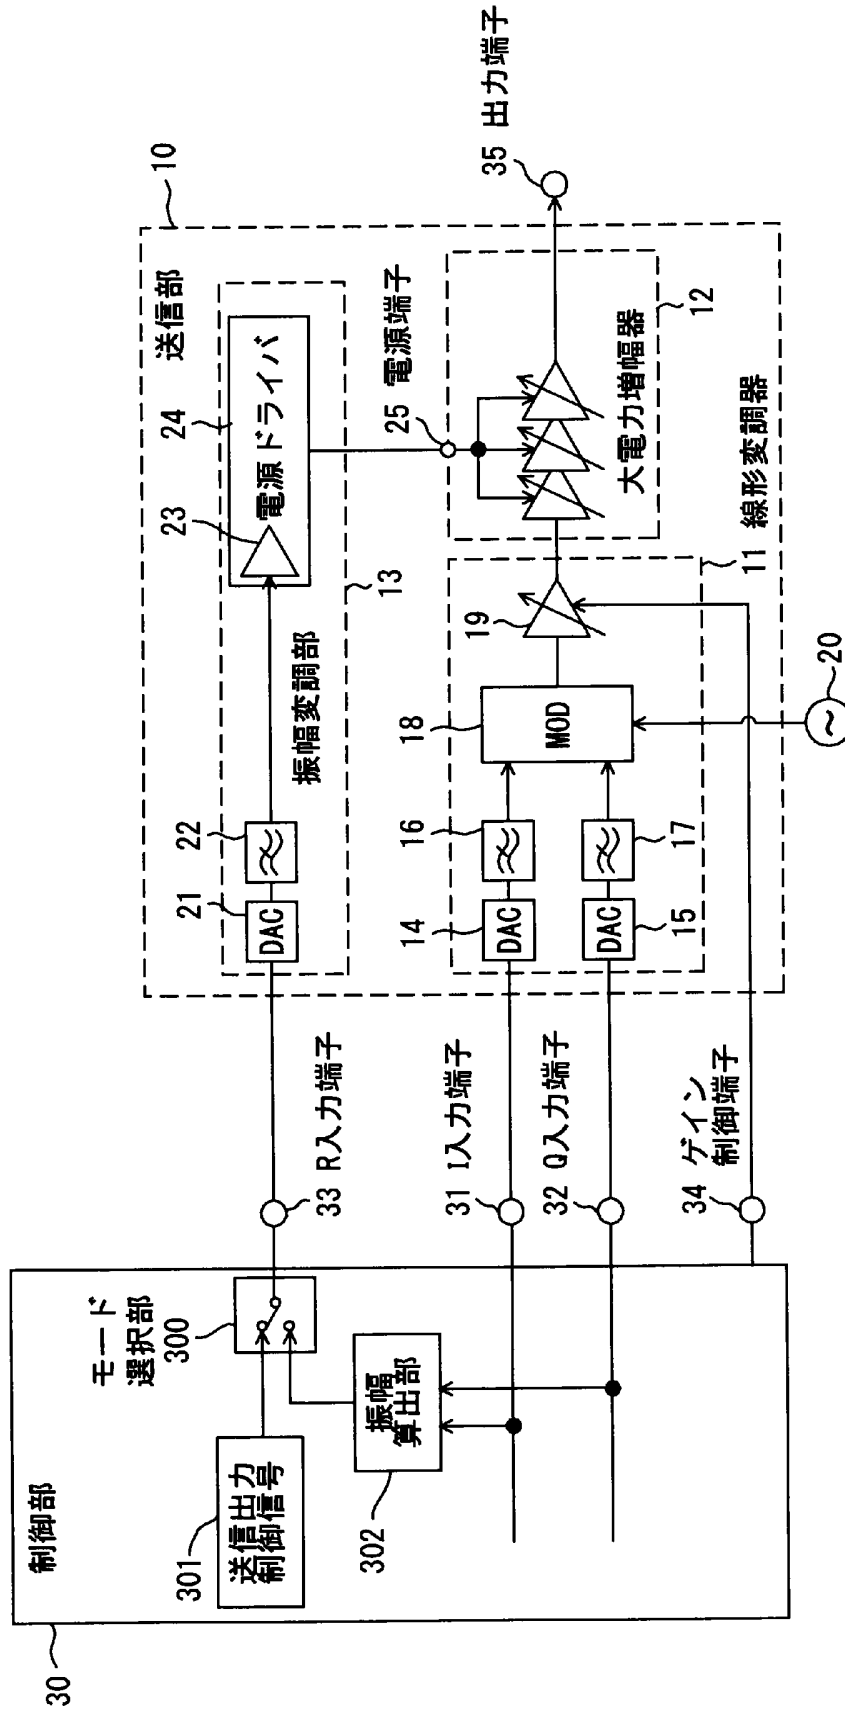 30
制御部
301
送信出力
制御信号
モード
選択部
300
302
振幅
算出部
33 R入力端子
31 I入力端子
32 Q入力端子
34 ゲイン
制御端子
送信部
10
21
DAC
22
振幅変調部
13
23
24
電源ドライバ
25 電源端子
14
DAC
16
15
DAC
17
18
MOD
19
11 線形変調器
20
~
大電力増幅器
12
35 出力端子